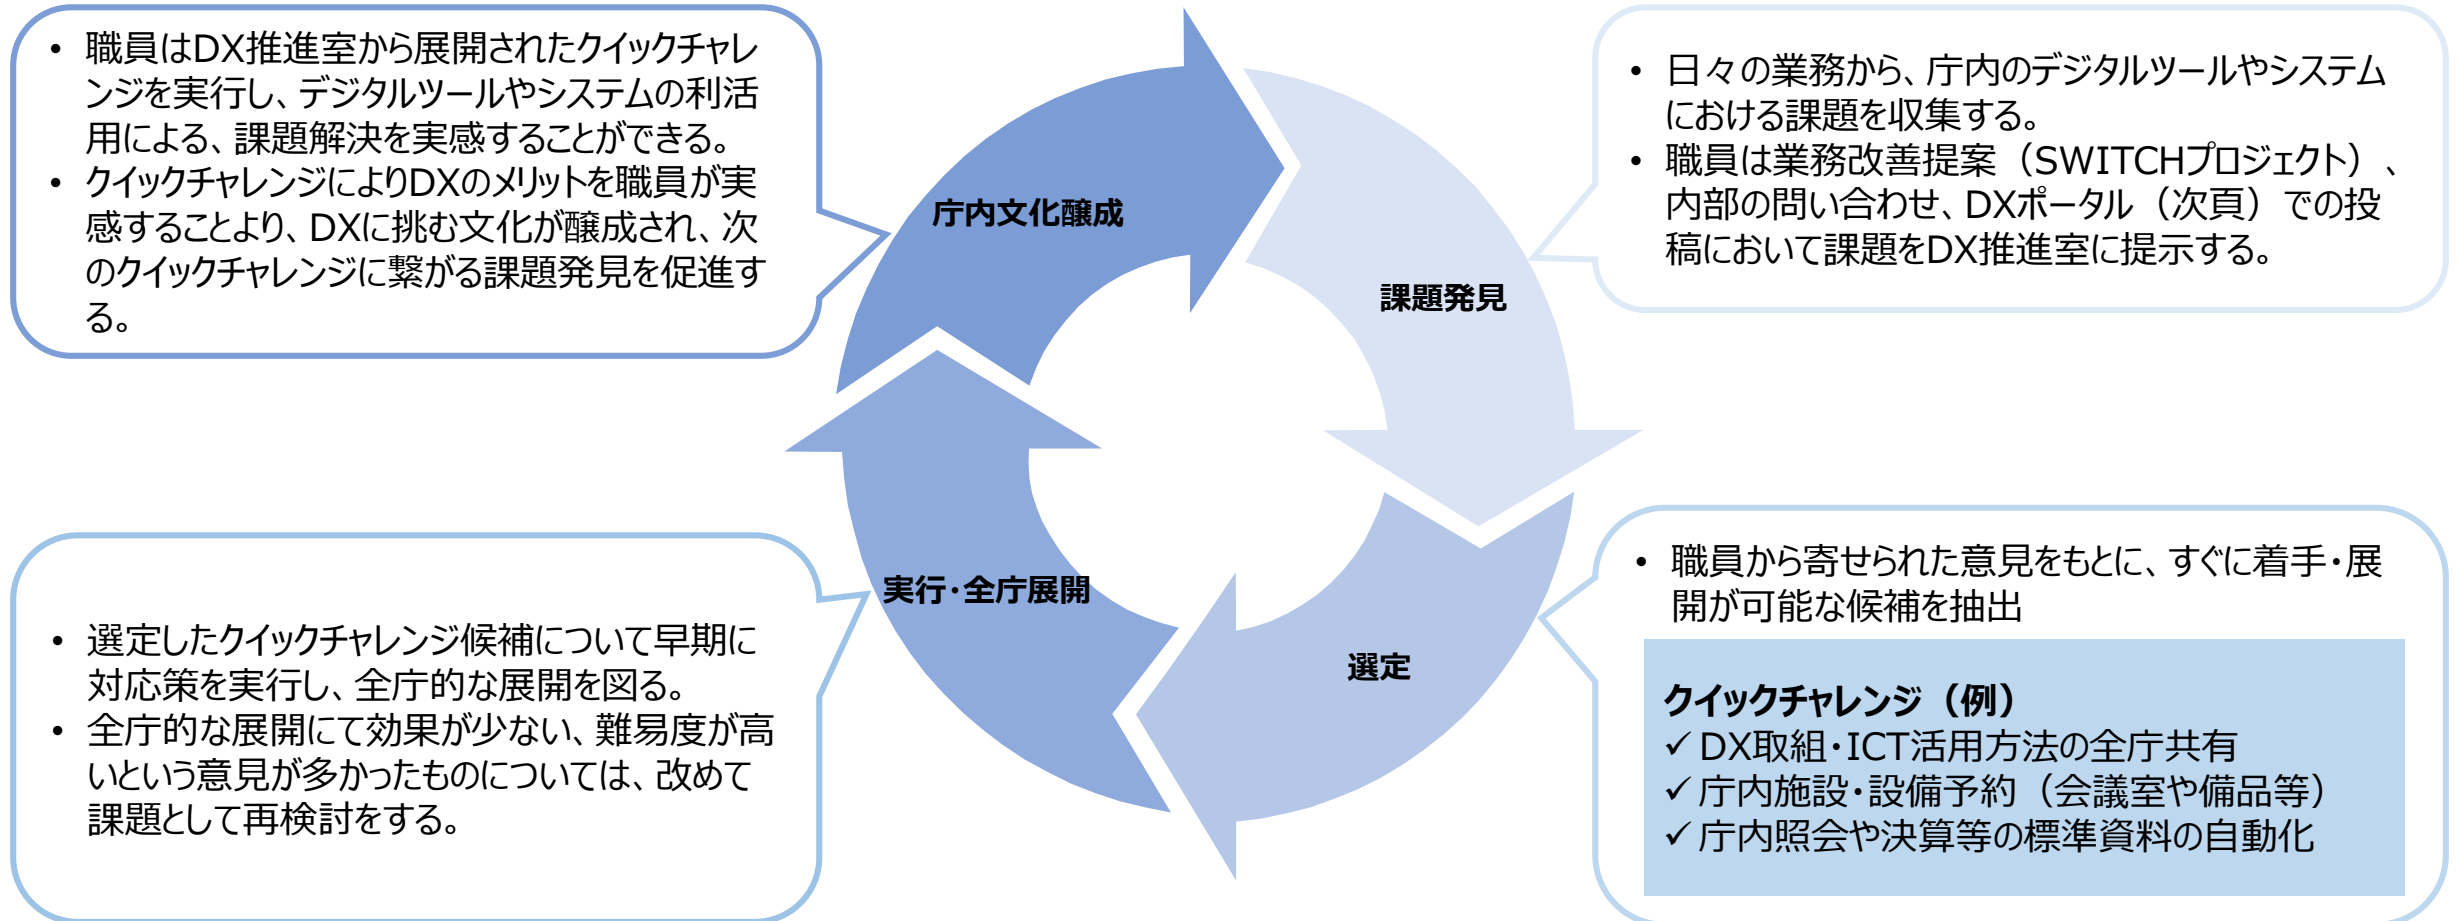 • 職員はDX推進室から展開されたクイックチャレ
ンジを実行し、デジタルツールやシステムの利活
用による、課題解決を実感することができる。
• クイックチャレンジによりDXのメリットを職員が実
感することより、DXに挑む文化が醸成され、次
のクイックチャレンジに繋がる課題発見を促進す
る。
• 日々の業務から、庁内のデジタルツールやシステム
における課題を収集する。
• 職員は業務改善提案（SWITCHプロジェクト）、
内部の問い合わせ、DXポータル（次頁）での投
稿において課題をDX推進室に提示する。
庁内文化醸成
課題発見
実行・全庁展開
選定
• 選定したクイックチャレンジ候補について早期に
対応策を実行し、全庁的な展開を図る。
• 全庁的な展開にて効果が少ない、難易度が高
いという意見が多かったものについては、改めて
課題として再検討をする。
• 職員から寄せられた意見をもとに、すぐに着手・展
開が可能な候補を抽出
クイックチャレンジ（例）
✓ DX取組・ICT活用方法の全庁共有
✓ 庁内施設・設備予約（会議室や備品等）
✓ 庁内照会や決算等の標準資料の自動化